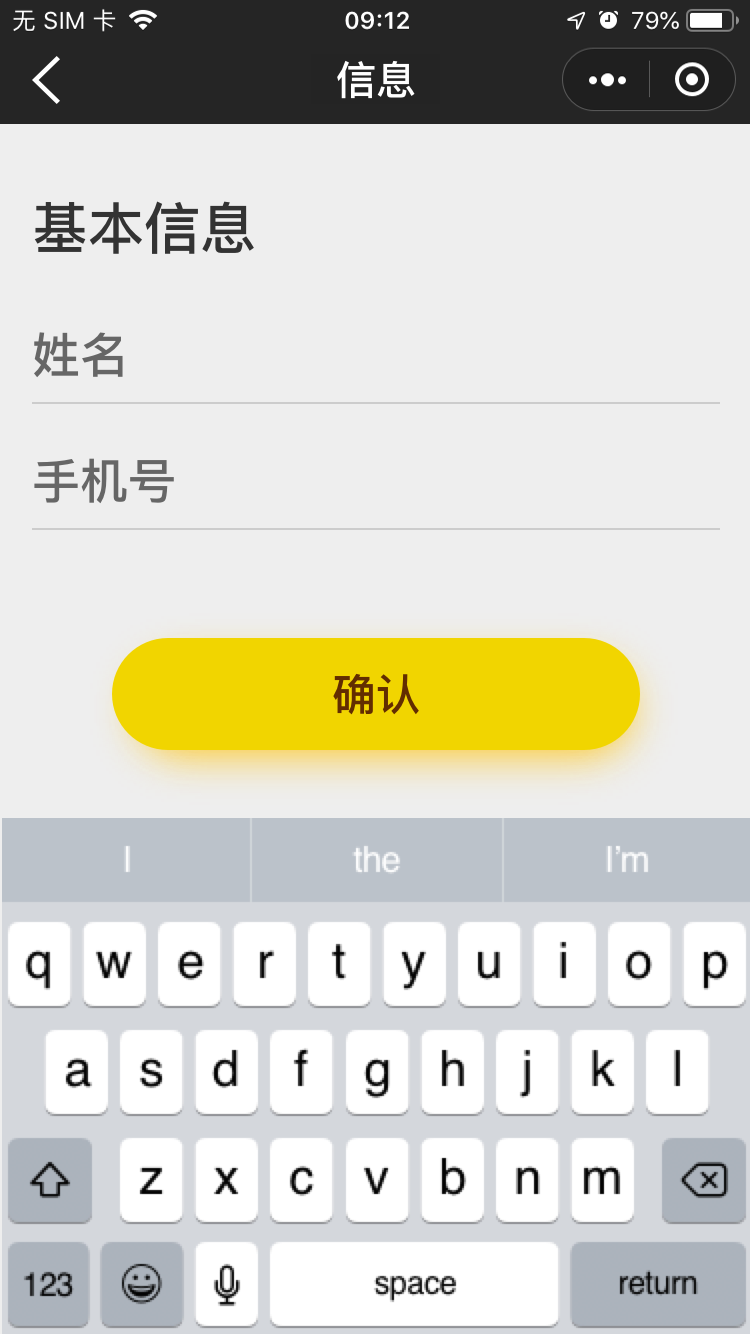 无 SIM 卡 09:12 79%
信息
基本信息
姓名
手机号
确认
I the I'm
q w e r t y u i o p
a s d f g h j k l
z x c v b n m
123 space return